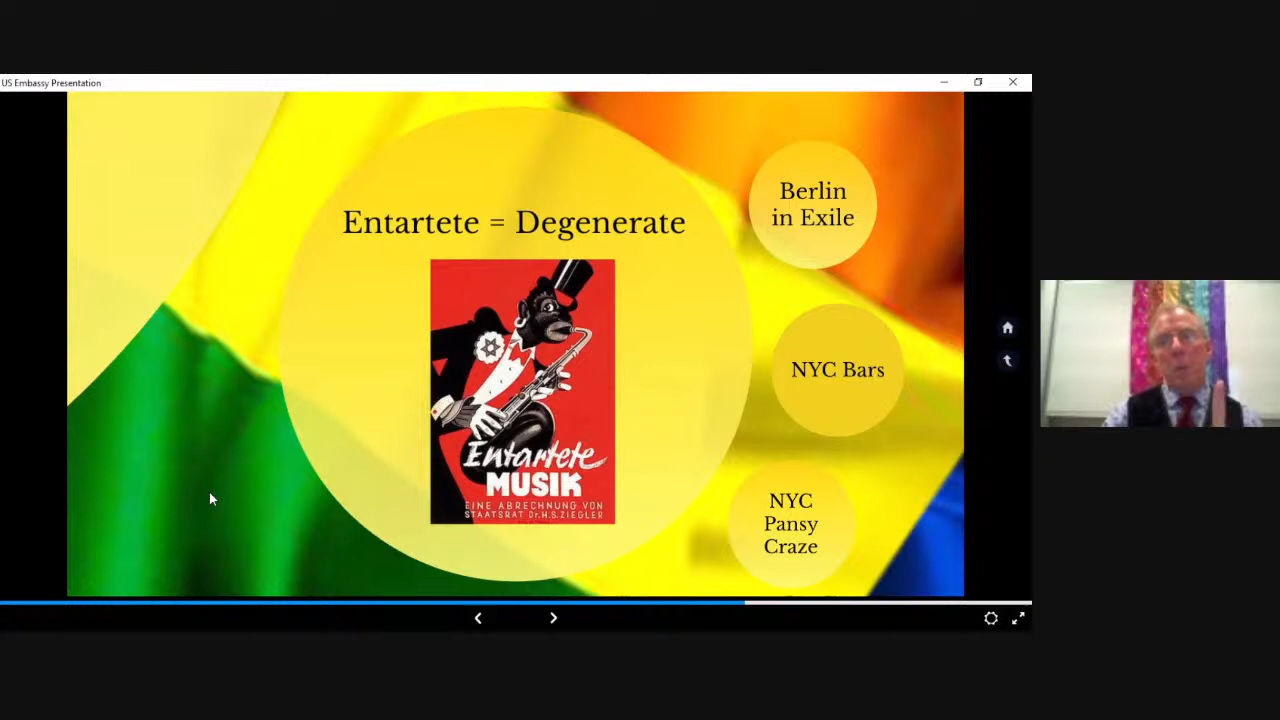 US Embassy Presentation
Entartete = Degenerate
Entartete
MUSIK
EINE ABRECHNUNG VON
STAATSRAT Dr. H.S. ZIEGLER
Berlin
in Exile
NYC Bars
NYC
Pansy
Craze